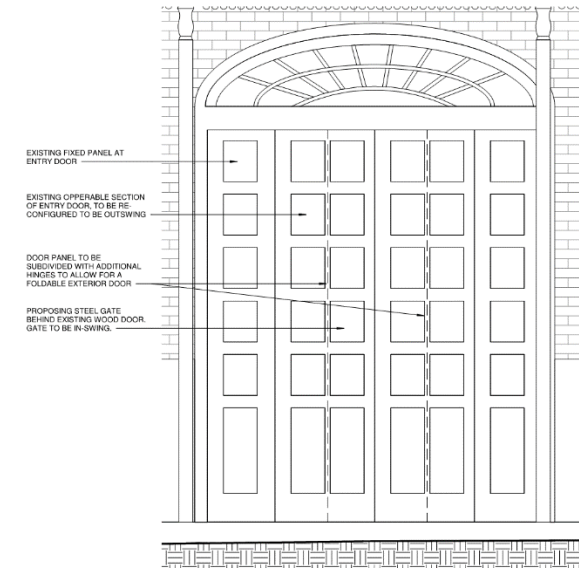 EXISTING FIXED PANEL AT
ENTRY DOOR
EXISTING OPPERABLE SECTION
OF ENTRY DOOR, TO BE RE-
CONFIGURED TO BE OUTSWING
DOOR PANEL TO BE
SUBDIVIDED WITH ADDITIONAL
HINGES TO ALLOW FOR A
FOLDABLE EXTERIOR DOOR
PROPOSING STEEL GATE
BEHIND EXISTING WOOD DOOR.
GATE TO BE IN-SWING.